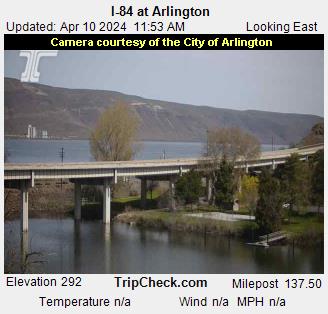 I-84 at Arlington
Updated: Apr 10 2024 11:53 AM Looking East
Camera courtesy of the City of Arlington
Elevation 292 TripCheck.com Milepost 137.50
Temperature n/a Wind n/a MPH n/a